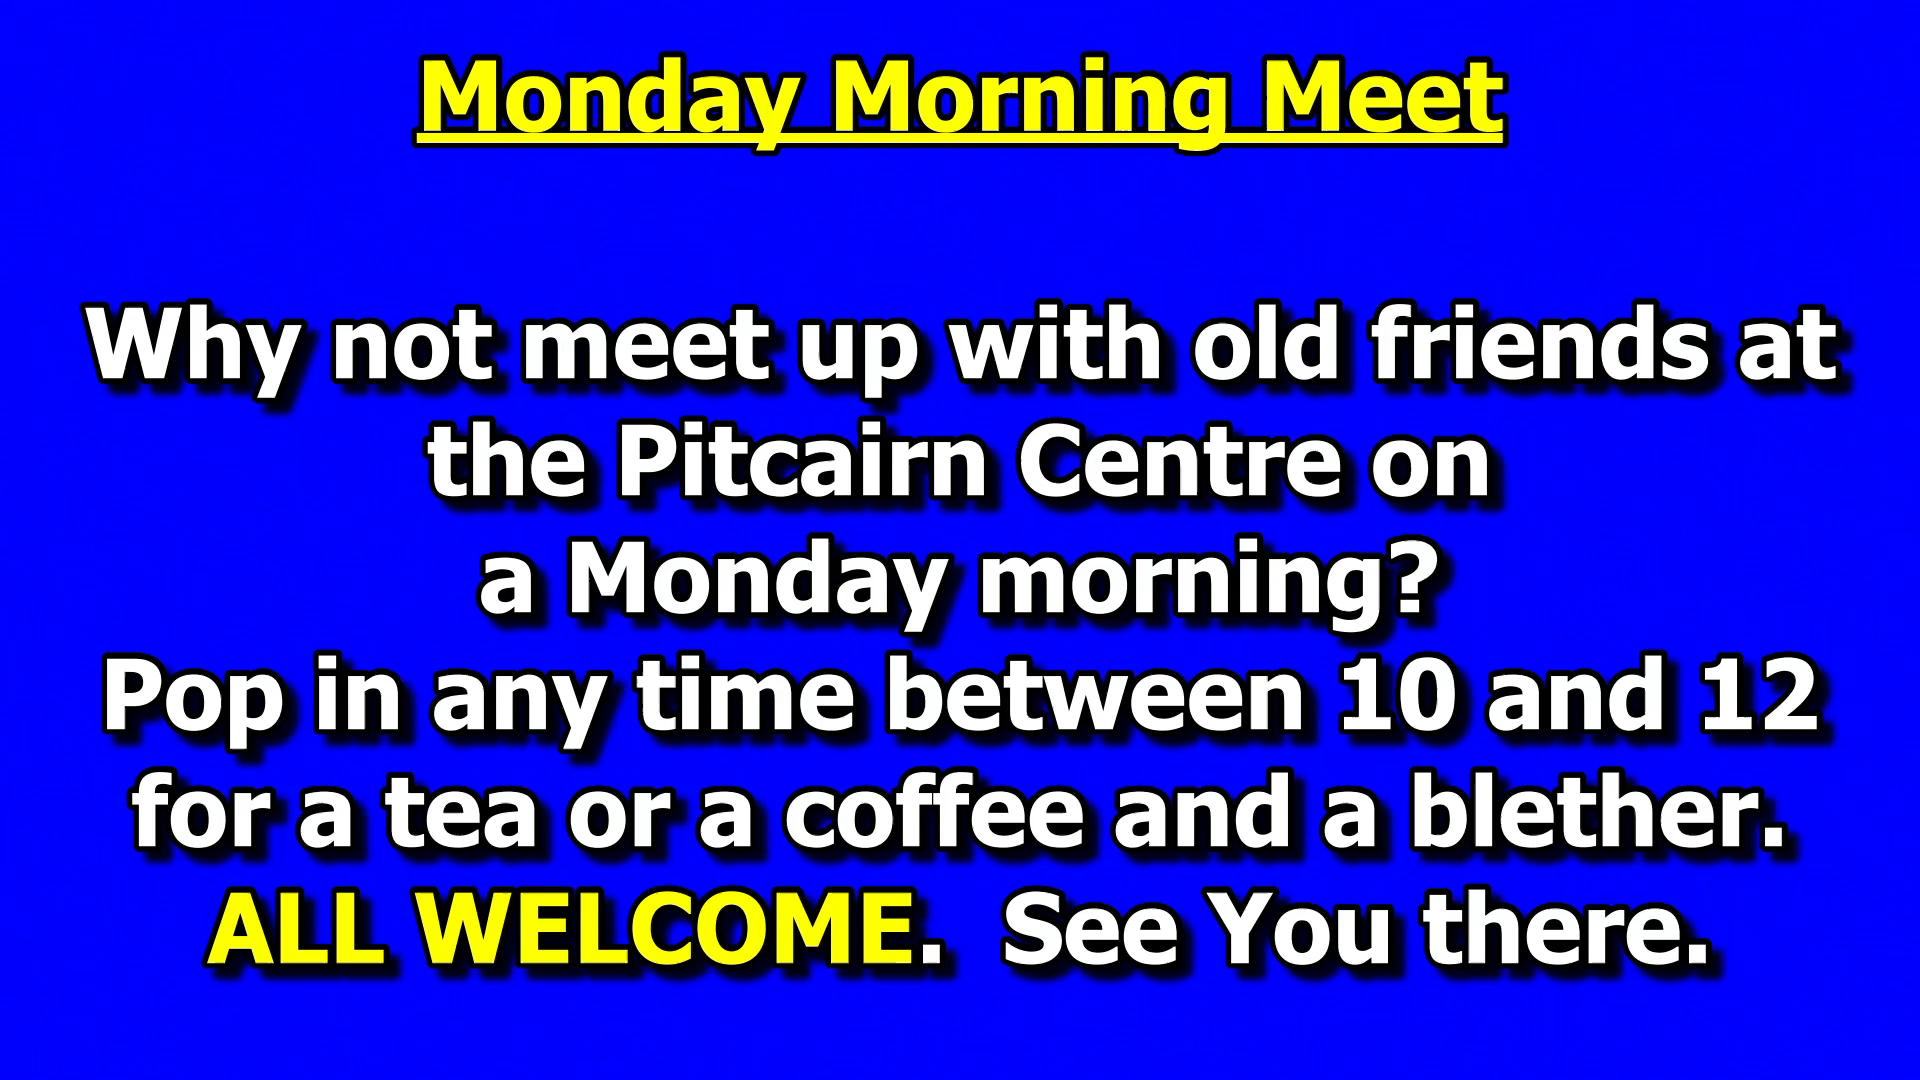 Monday Morning Meet
Why not meet up with old friends at
the Pitcairn Centre on
a Monday morning?
Pop in any time between 10 and 12
for a tea or a coffee and a blether.
ALL WELCOME.  See You there.